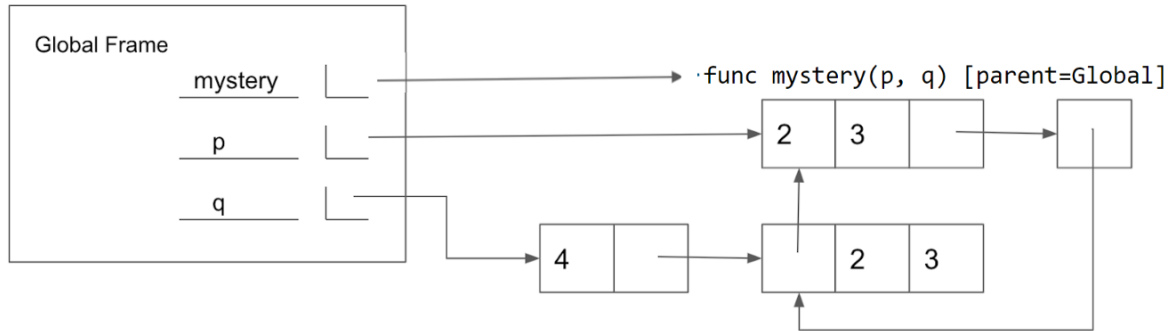 Global Frame
mystery
func mystery(p, q) [parent=Global]
p
2 3
q
4
2 3